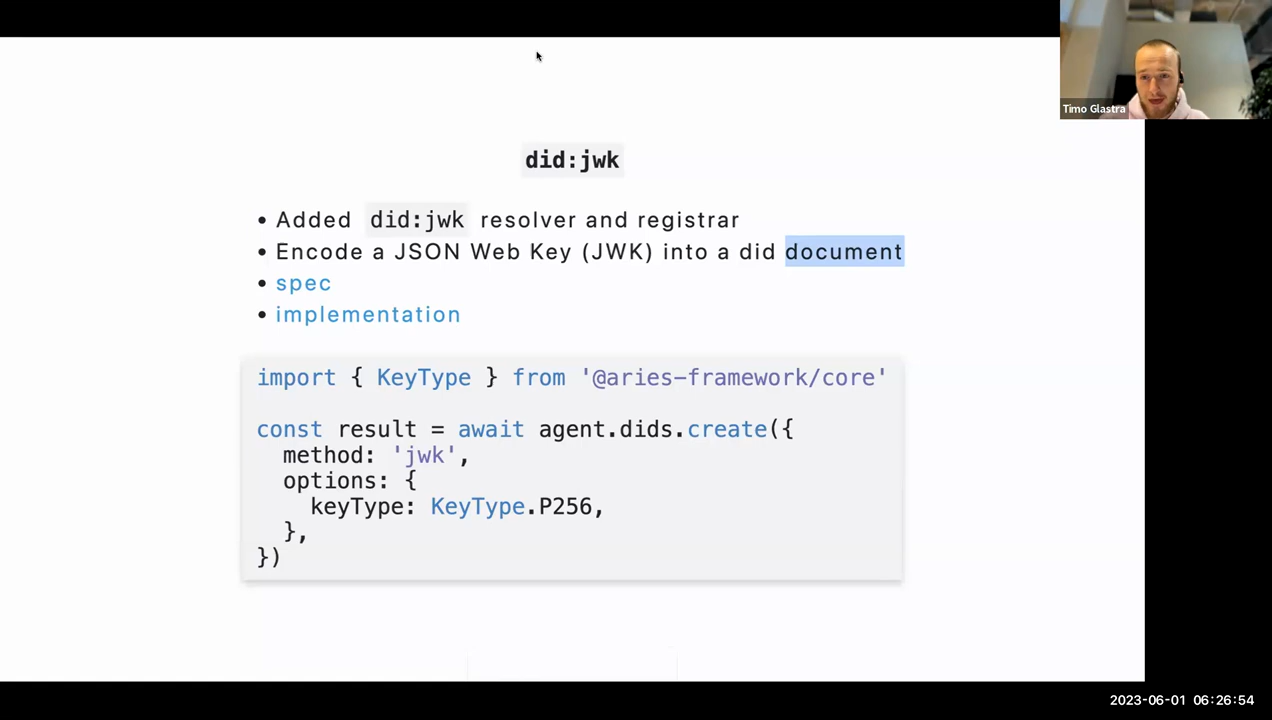 did:jwk
• Added did:jwk resolver and registrar
• Encode a JSON Web Key (JWK) into a did document
• spec
• implementation
import { KeyType } from '@aries-framework/core'
const result = await agent.dids.create({
method: 'jwk',
options: {
keyType: KeyType.P256,
},
})
Timo Glastra
2023-06-01 06:26:54